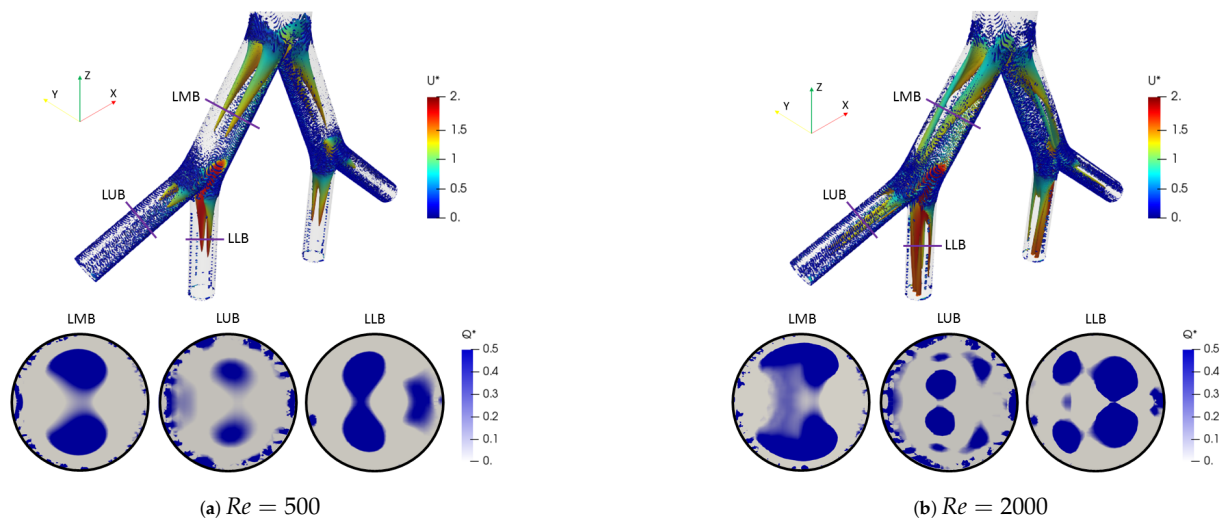 Z
Y
X
LMB
LUB
LLB
U*
2.
1.5
1
0.5
0.
LMB
LUB
LLB
Q*
0.5
0.4
0.3
0.2
0.1
0.
(a) Re = 500
Z
Y
X
LMB
LUB
LLB
U*
2.
1.5
1
0.5
0.
LMB
LUB
LLB
Q*
0.5
0.4
0.3
0.2
0.1
0.
(b) Re = 2000